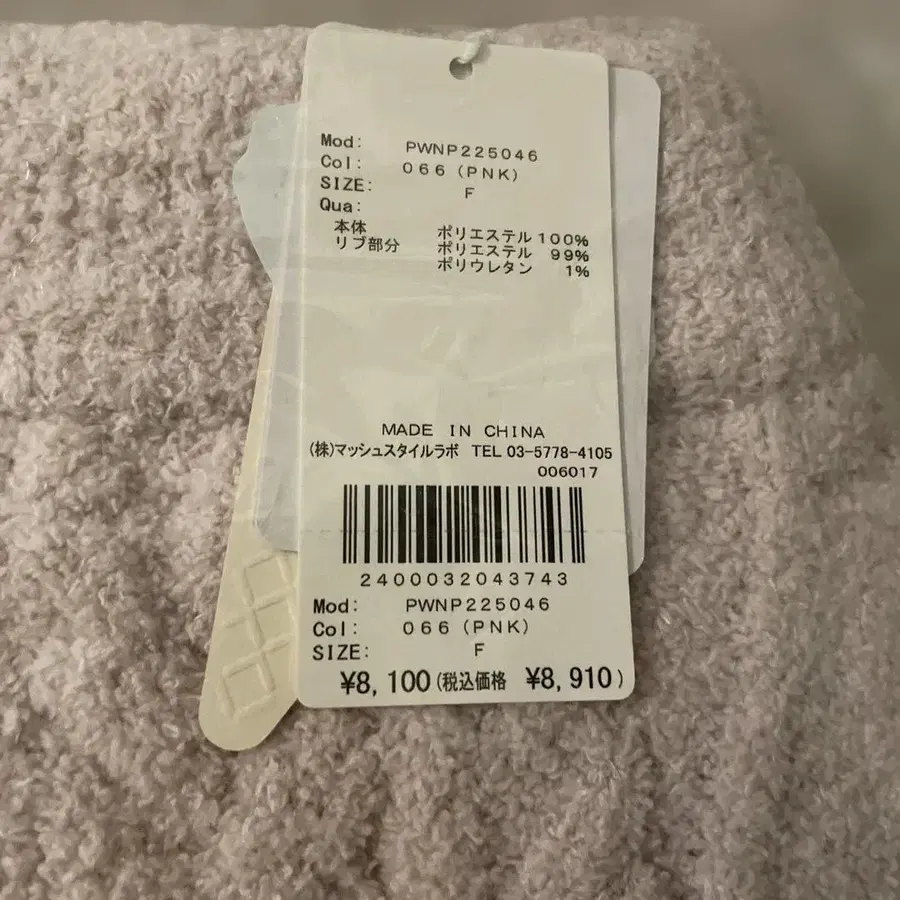 Mod: PWNP225046
Col: 066 (PNK)
SIZE: F
Qua:
本体 ポリエステル 100%
リブ部分 ポリエステル 99%
ポリウレタン 1%
MADE IN CHINA
(株)マッシュスタイルラボ TEL 03-5778-4105
006017
2400032043743
Mod: PWNP225046
Col: 066 (PNK)
SIZE: F
¥8,100(税込価格 ¥8,910)